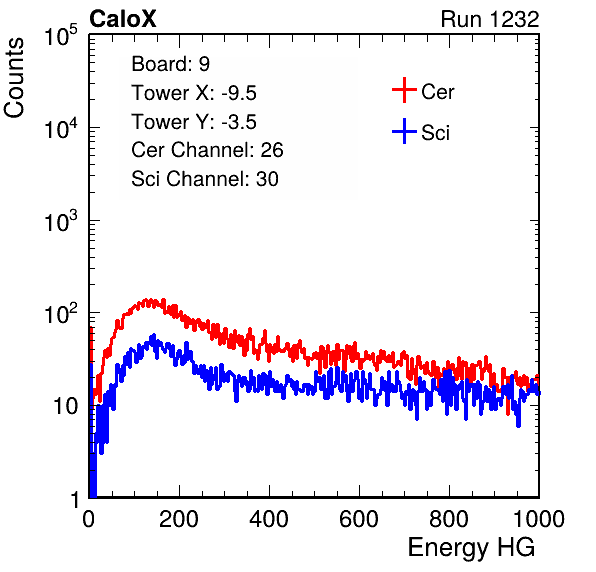 CaloX Run 1232
Counts
10^5
10^4
10^3
10^2
10
1
Board: 9
Tower X: -9.5
Tower Y: -3.5
Cer Channel: 26
Sci Channel: 30
Cer
Sci
0 200 400 600 800 1000
Energy HG